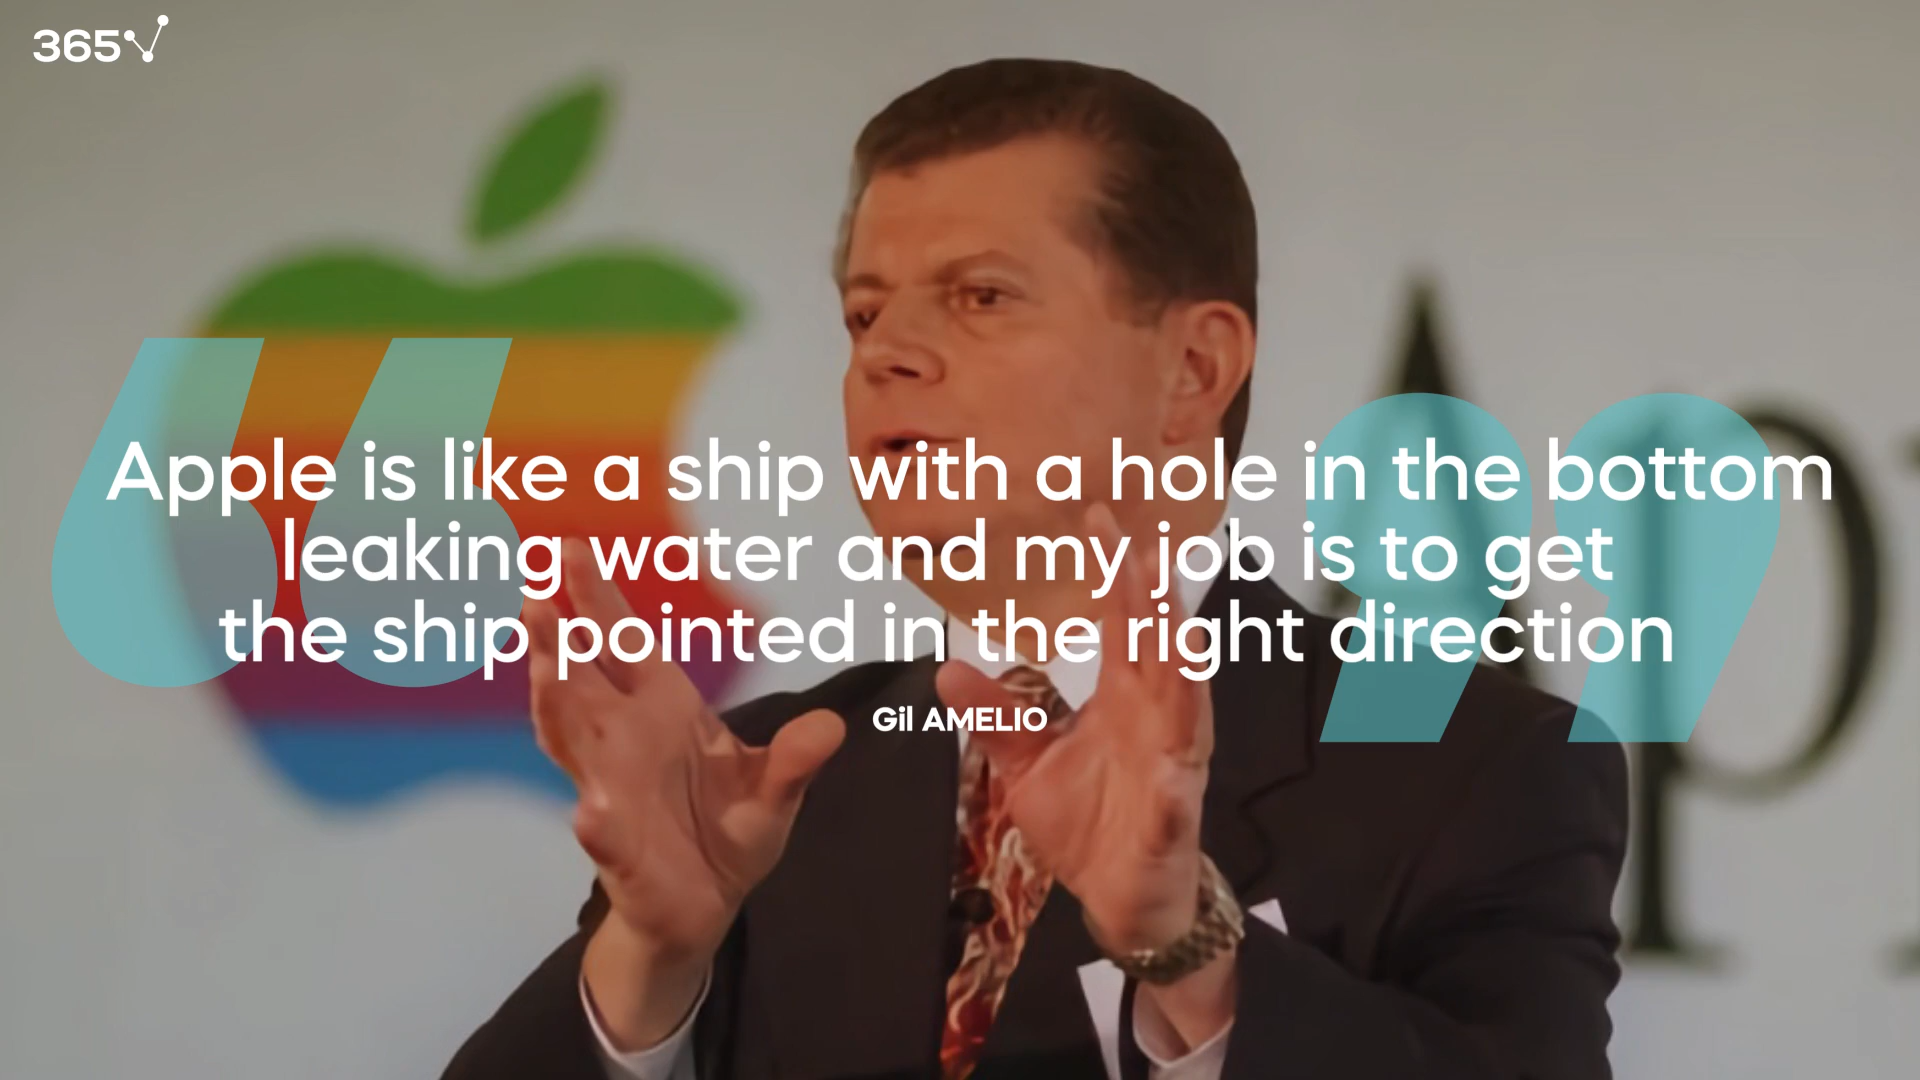 365
Apple is like a ship with a hole in the bottom
leaking water and my job is to get
the ship pointed in the right direction
Gil AMELIO
Ap